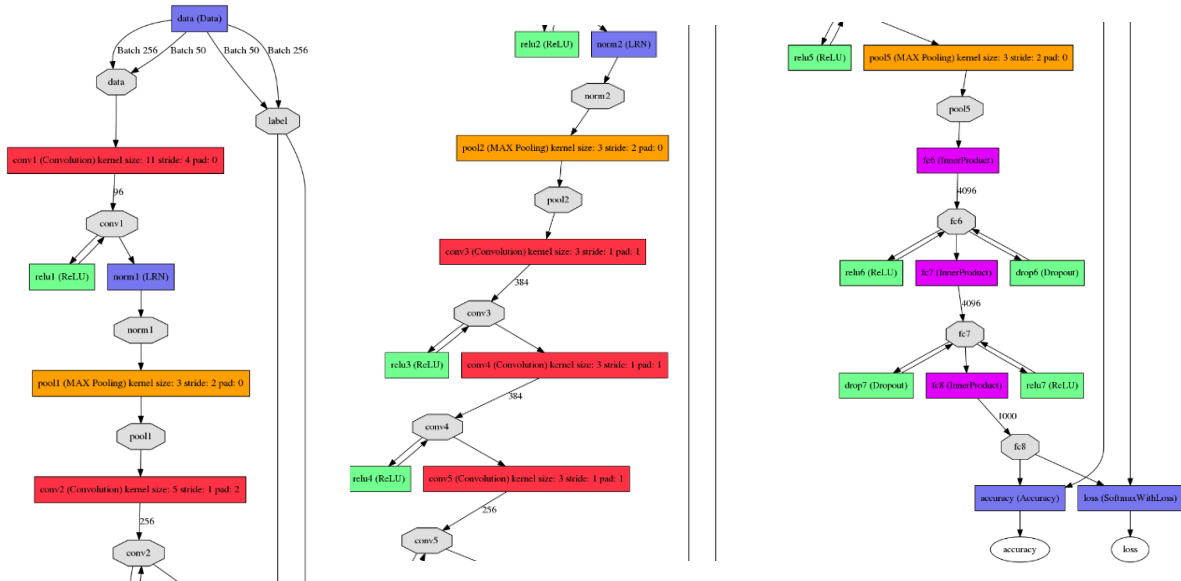 data (Data)
Batch 256
Batch 50
Batch 50
Batch 256
data
label
conv1 (Convolution) kernel size: 11 stride: 4 pad: 0
96
conv1
relu1 (ReLU)
norm1 (LRN)
norm1
pool1 (MAX Pooling) kernel size: 3 stride: 2 pad: 0
pool1
conv2 (Convolution) kernel size: 5 stride: 1 pad: 2
256
conv2
relu2 (ReLU)
norm2 (LRN)
norm2
pool2 (MAX Pooling) kernel size: 3 stride: 2 pad: 0
pool2
conv3 (Convolution) kernel size: 3 stride: 1 pad: 1
384
conv3
relu3 (ReLU)
conv4 (Convolution) kernel size: 3 stride: 1 pad: 1
384
conv4
relu4 (ReLU)
conv5 (Convolution) kernel size: 3 stride: 1 pad: 1
256
conv5
relu5 (ReLU)
pool5 (MAX Pooling) kernel size: 3 stride: 2 pad: 0
pool5
fc6 (InnerProduct)
4096
fc6
relu6 (ReLU)
fc7 (InnerProduct)
drop6 (Dropout)
4096
fc7
drop7 (Dropout)
fc8 (InnerProduct)
relu7 (ReLU)
1000
fc8
accuracy (Accuracy)
loss (SoftmaxWithLoss)
accuracy
loss